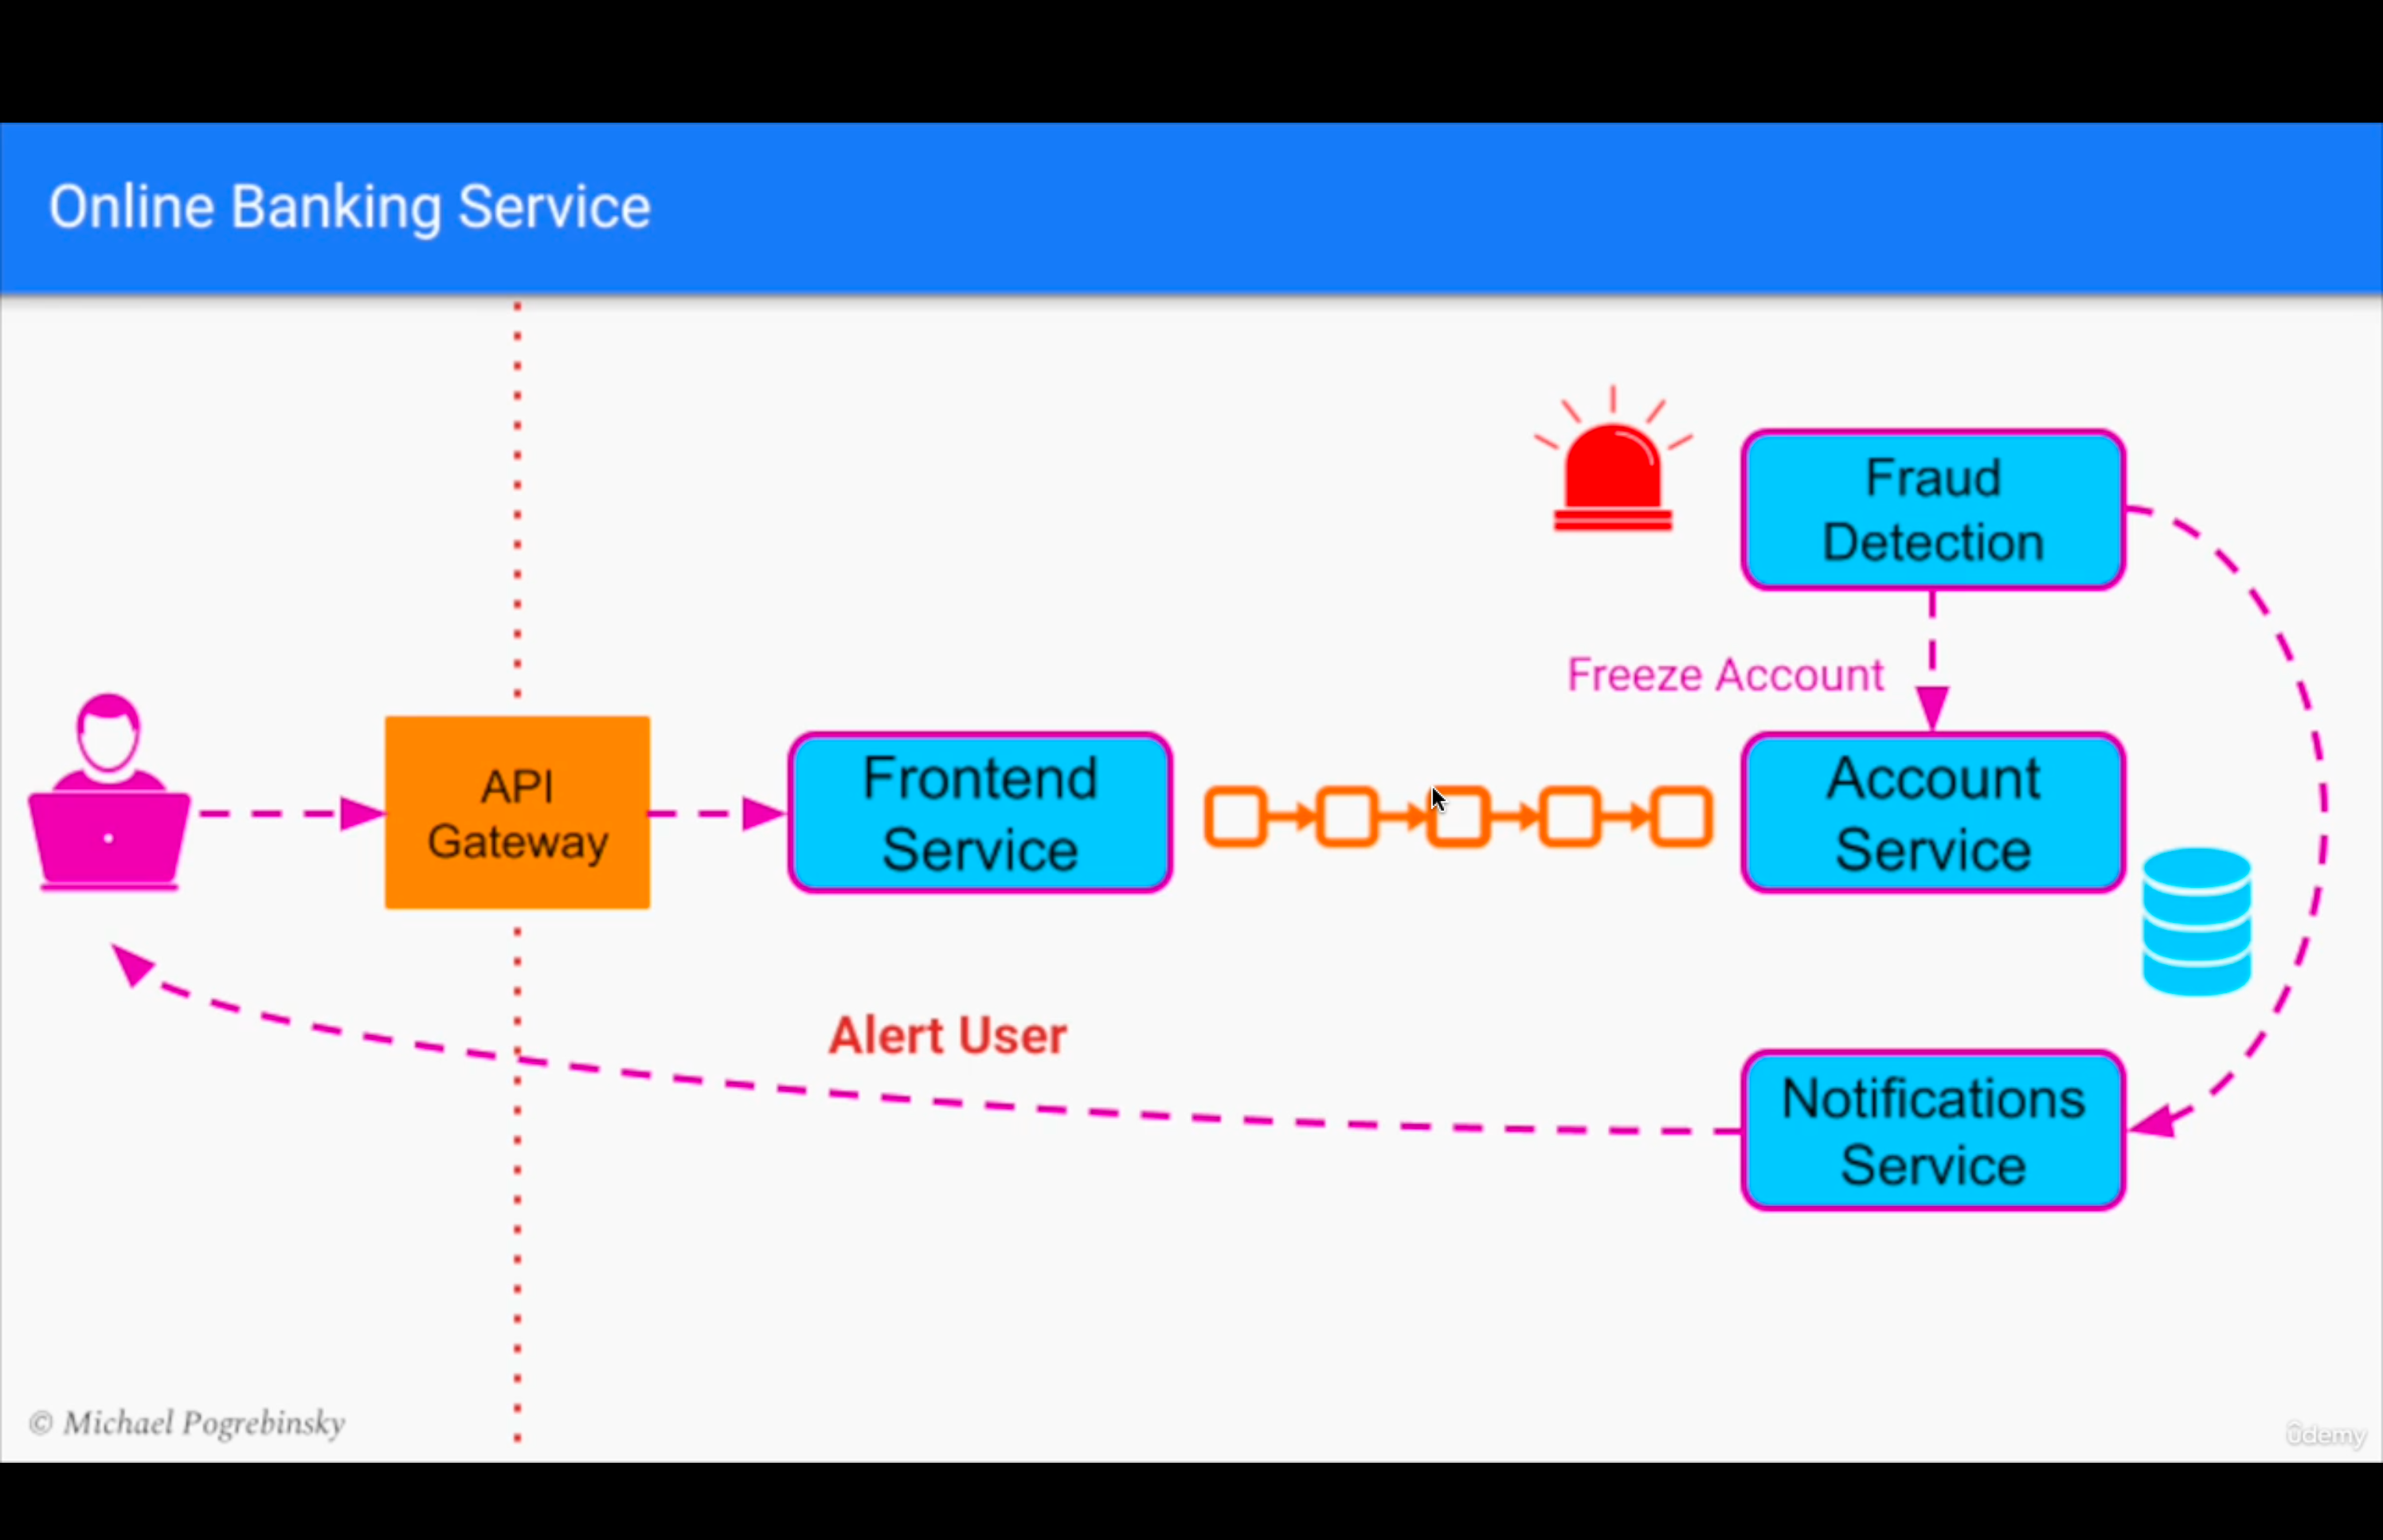 Online Banking Service
Fraud
Detection
Freeze Account
API
Gateway
Frontend
Service
Account
Service
Alert User
Notifications
Service
© Michael Pogrebinsky
ûdemy